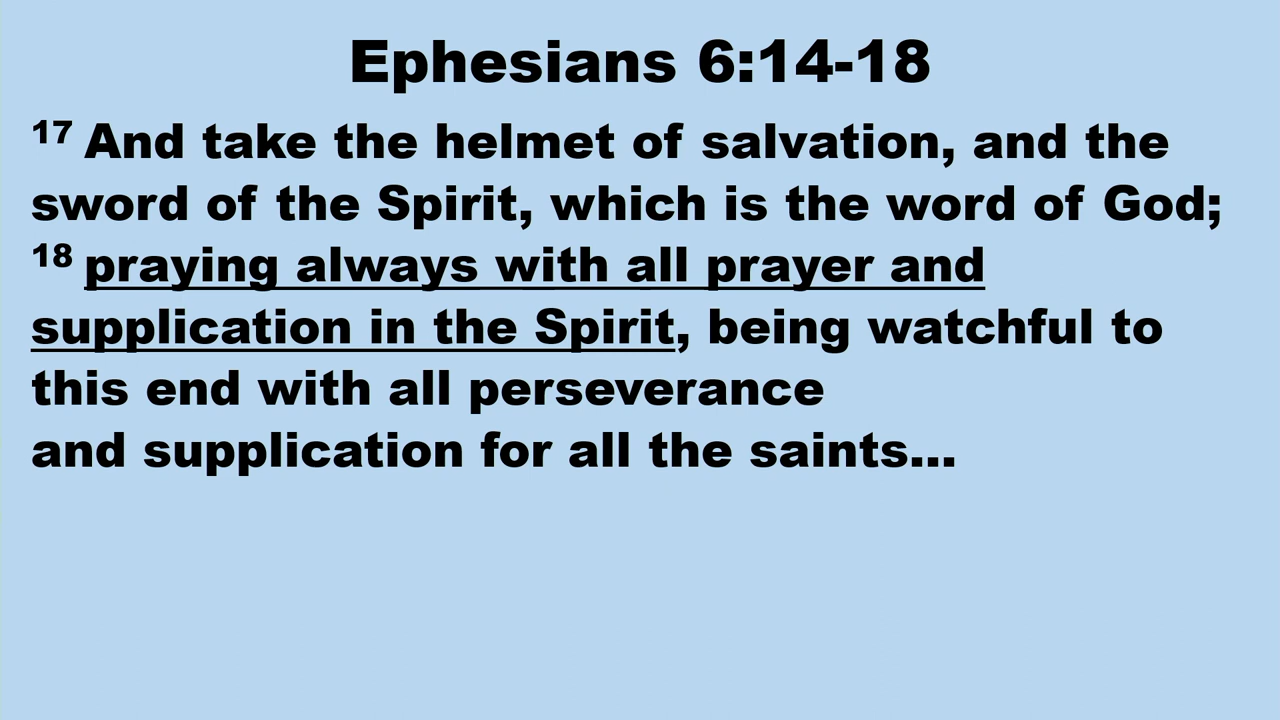 Ephesians 6:14-18
17 And take the helmet of salvation, and the
sword of the Spirit, which is the word of God;
18 praying always with all prayer and
supplication in the Spirit, being watchful to
this end with all perseverance
and supplication for all the saints...